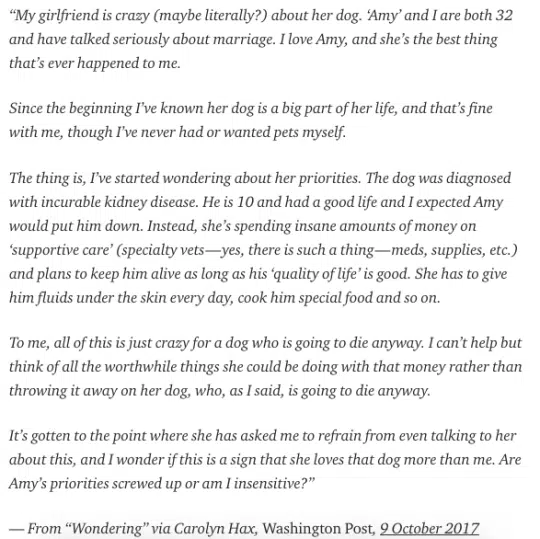 “My girlfriend is crazy (maybe literally?) about her dog. ‘Amy’ and I are both 32
and have talked seriously about marriage. I love Amy, and she’s the best thing
that’s ever happened to me.
Since the beginning I’ve known her dog is a big part of her life, and that’s fine
with me, though I’ve never had or wanted pets myself.
The thing is, I’ve started wondering about her priorities. The dog was diagnosed
with incurable kidney disease. He is 10 and had a good life and I expected Amy
would put him down. Instead, she’s spending insane amounts of money on
‘supportive care’ (specialty vets—yes, there is such a thing—meds, supplies, etc.)
and plans to keep him alive as long as his ‘quality of life’ is good. She has to give
him fluids under the skin every day, cook him special food and so on.
To me, all of this is just crazy for a dog who is going to die anyway. I can’t help but
think of all the worthwhile things she could be doing with that money rather than
throwing it away on her dog, who, as I said, is going to die anyway.
It’s gotten to the point where she has asked me to refrain from even talking to her
about this, and I wonder if this is a sign that she loves that dog more than me. Are
Amy’s priorities screwed up or am I insensitive?”
— From “Wondering” via Carolyn Hax, Washington Post, 9 October 2017